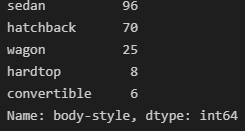 sedan 96
hatchback 70
wagon 25
hardtop 8
convertible 6
Name: body-style, dtype: int64